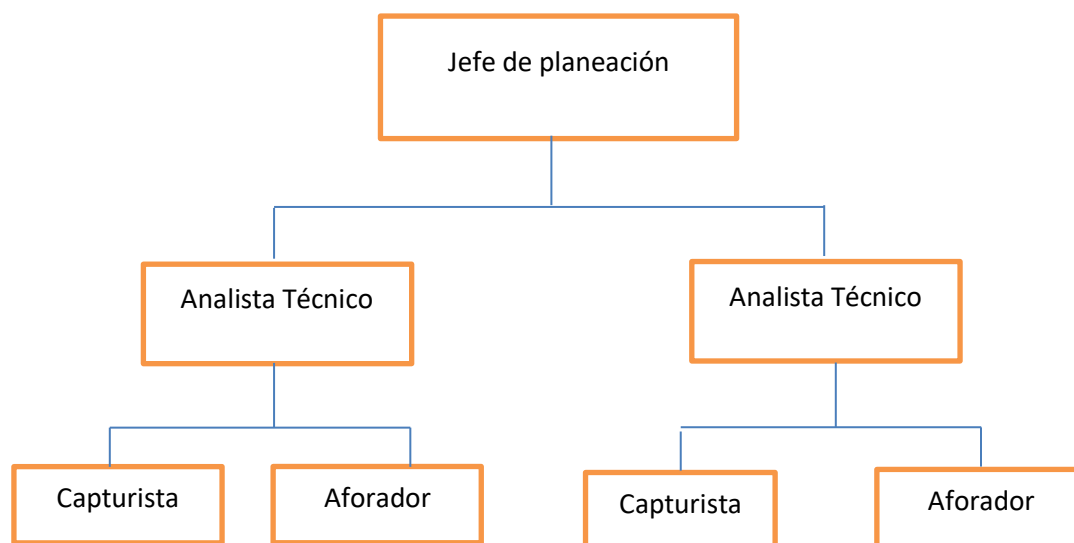 Jefe de planeación
Analista Técnico
Analista Técnico
Capturista
Aforador
Capturista
Aforador